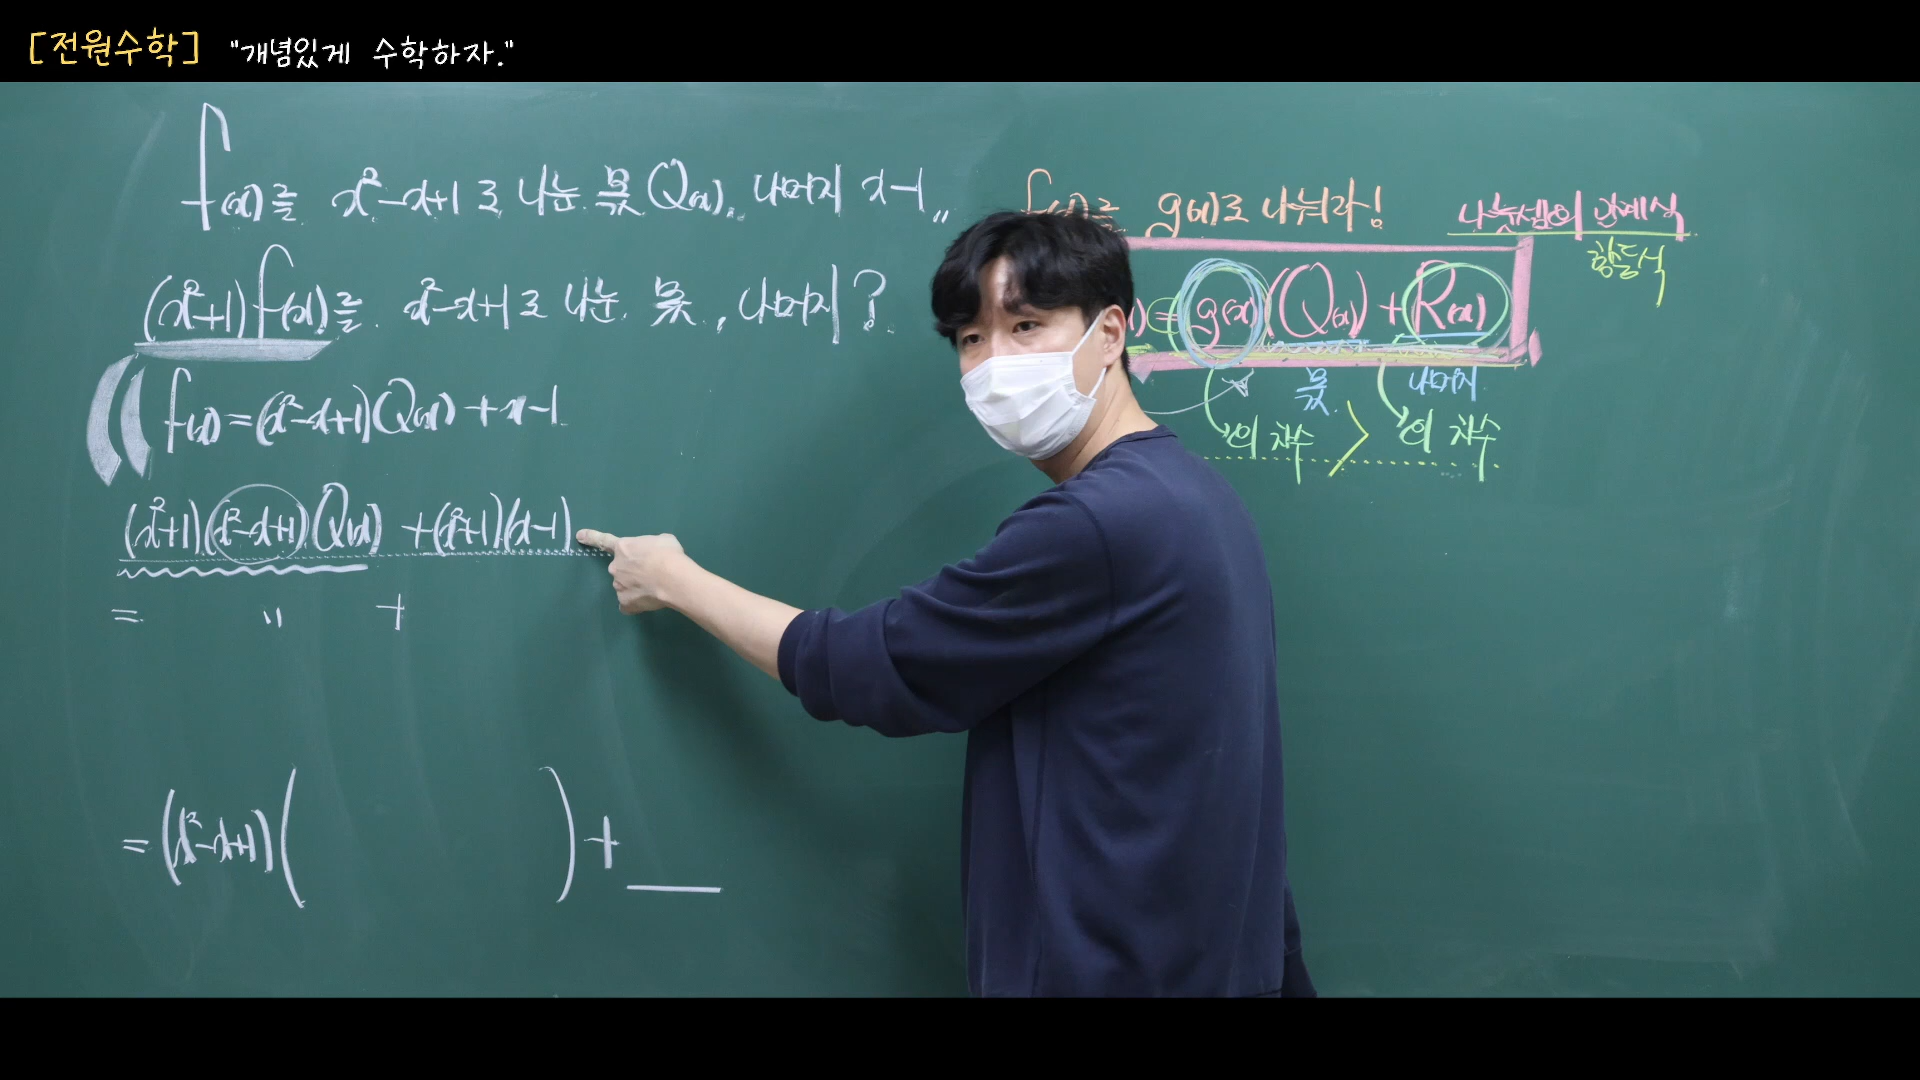 [전원수학] "개념있게 수학하자."
f(x)를 x²-x+1로 나눈 몫 Q(x), 나머지 x-1,,
(x²+1)f(x)를 x²-x+1로 나눈 몫, 나머지?
f(x)=(x²-x+1)Q(x)+x-1
(x²+1)(x²-x+1)Q(x)+(x²+1)(x-1)
= 〃 +
=(x²-x+1)( )+
f(x)를 g(x)로 나눠라!
나눗셈의 관계식
항등식
)=g(x)(Q(x)+R(x)
몫 나머지
의 차수 > 의 차수